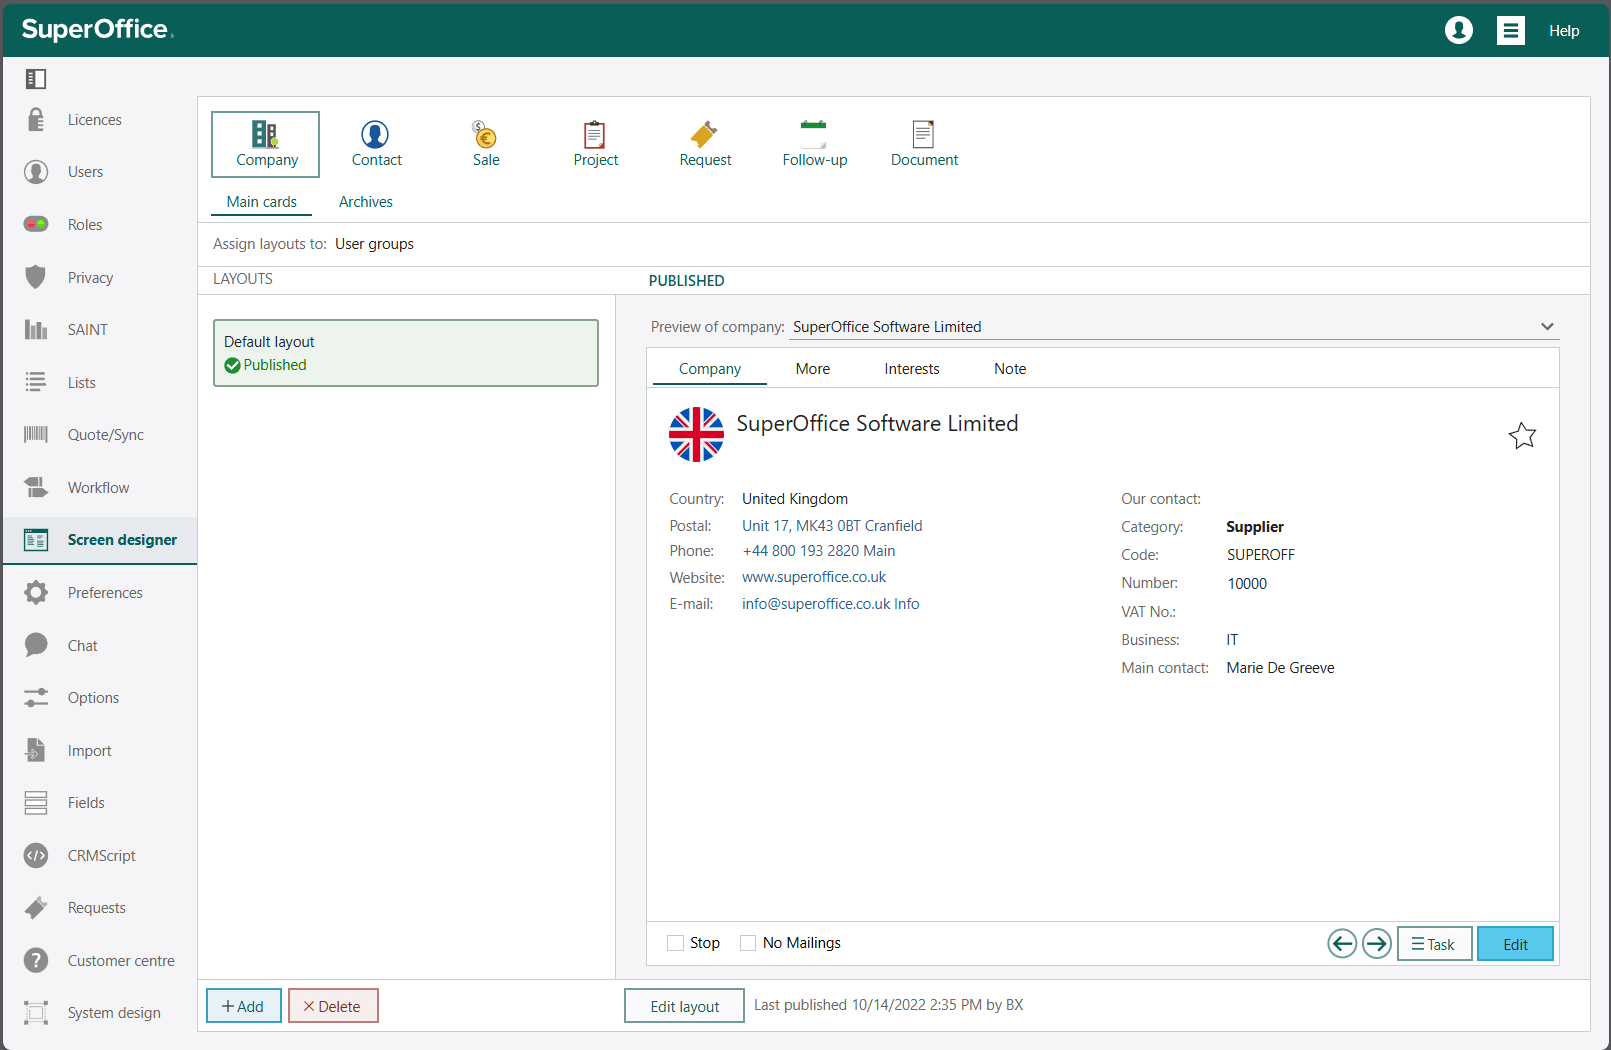 SuperOffice
Help
Licences
Users
Roles
Privacy
SAINT
Lists
Quote/Sync
Workflow
Screen designer
Preferences
Chat
Options
Import
Fields
CRMScript
Requests
Customer centre
System design
Company
Contact
Sale
Project
Request
Follow-up
Document
Main cards
Archives
Assign layouts to: User groups
LAYOUTS
Default layout
Published
PUBLISHED
Preview of company: SuperOffice Software Limited
Company
More
Interests
Note
SuperOffice Software Limited
Country: United Kingdom
Postal: Unit 17, MK43 0BT Cranfield
Phone: +44 800 193 2820 Main
Website: www.superoffice.co.uk
E-mail: info@superoffice.co.uk Info
Our contact:
Category: Supplier
Code: SUPEROFF
Number: 10000
VAT No.:
Business: IT
Main contact: Marie De Greeve
Stop
No Mailings
Task
Edit
+ Add
Delete
Edit layout
Last published 10/14/2022 2:35 PM by BX